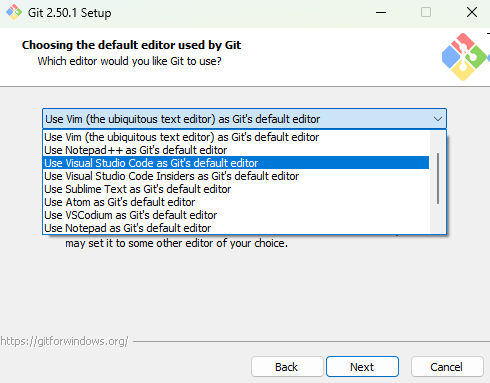 Git 2.50.1 Setup
Choosing the default editor used by Git
Which editor would you like Git to use?
Use Vim (the ubiquitous text editor) as Git's default editor
Use Vim (the ubiquitous text editor) as Git's default editor
Use Notepad++ as Git's default editor
Use Visual Studio Code as Git's default editor
Use Visual Studio Code Insiders as Git's default editor
Use Sublime Text as Git's default editor
Use Atom as Git's default editor
Use VSCodium as Git's default editor
Use Notepad as Git's default editor
may set it to some other editor of your choice.
https://gitforwindows.org/
Back
Next
Cancel